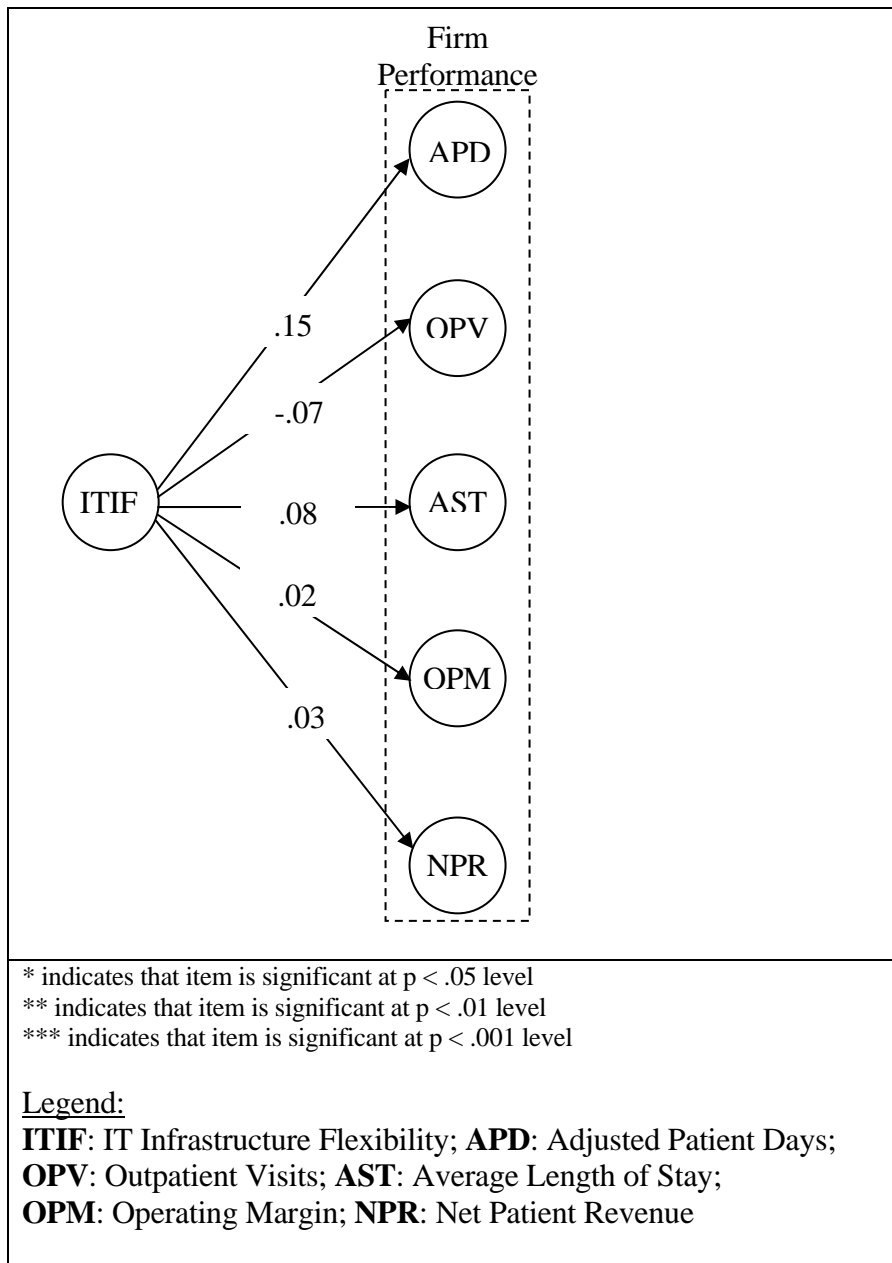 Firm
Performance
APD
.15
OPV
-.07
ITIF
.08
AST
.02
OPM
.03
NPR
* indicates that item is significant at p < .05 level
** indicates that item is significant at p < .01 level
*** indicates that item is significant at p < .001 level
Legend:
ITIF: IT Infrastructure Flexibility; APD: Adjusted Patient Days;
OPV: Outpatient Visits; AST: Average Length of Stay;
OPM: Operating Margin; NPR: Net Patient Revenue